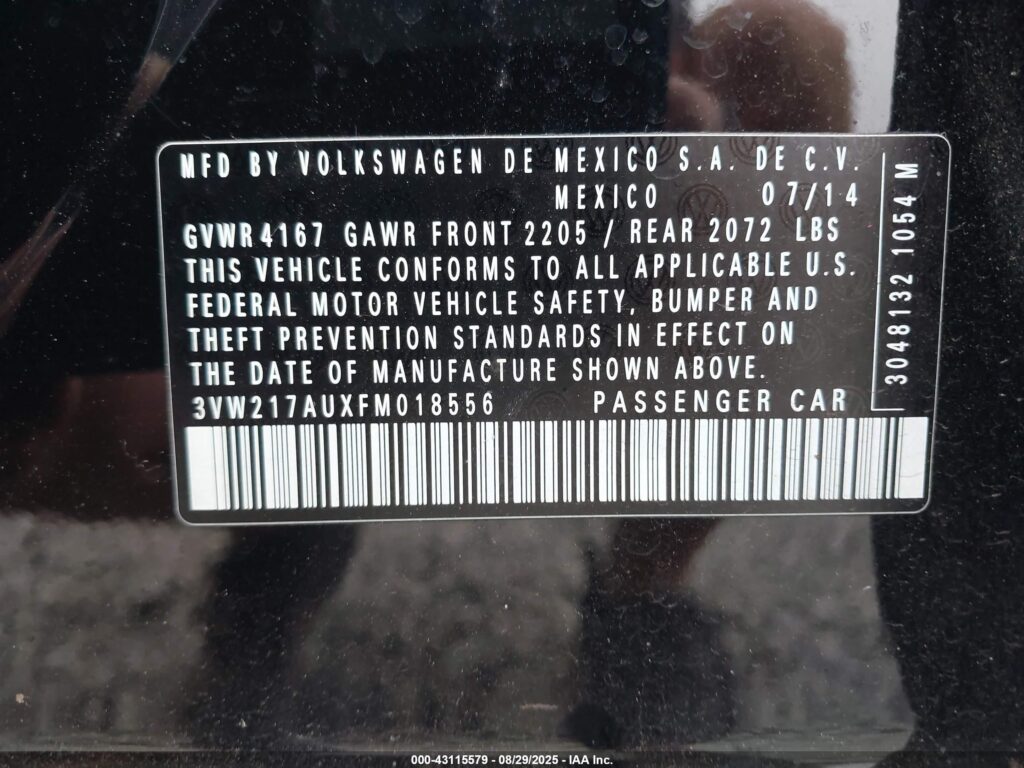 MFD BY VOLKSWAGEN DE MEXICO S.A. DE C.V.
MEXICO 07/14
GVWR 4167 GAWR FRONT 2205 / REAR 2072 LBS
THIS VEHICLE CONFORMS TO ALL APPLICABLE U.S.
FEDERAL MOTOR VEHICLE SAFETY, BUMPER AND
THEFT PREVENTION STANDARDS IN EFFECT ON
THE DATE OF MANUFACTURE SHOWN ABOVE.
3VW217AUXFM018556 PASSENGER CAR
3048132 1054 M
000-43115579 - 08/29/2025 - IAA Inc.